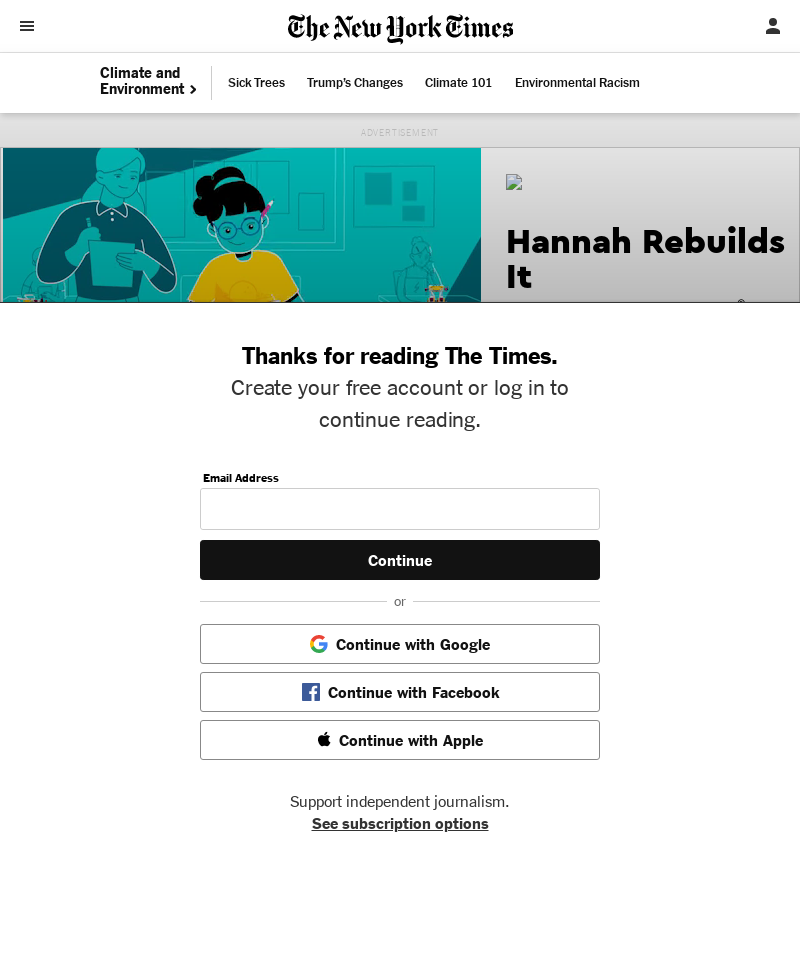 The New York Times
Climate and
Environment
Sick Trees
Trump's Changes
Climate 101
Environmental Racism
ADVERTISEMENT
Hannah Rebuilds
It
Thanks for reading The Times.
Create your free account or log in to
continue reading.
Email Address
Continue
or
Continue with Google
Continue with Facebook
Continue with Apple
Support independent journalism.
See subscription options